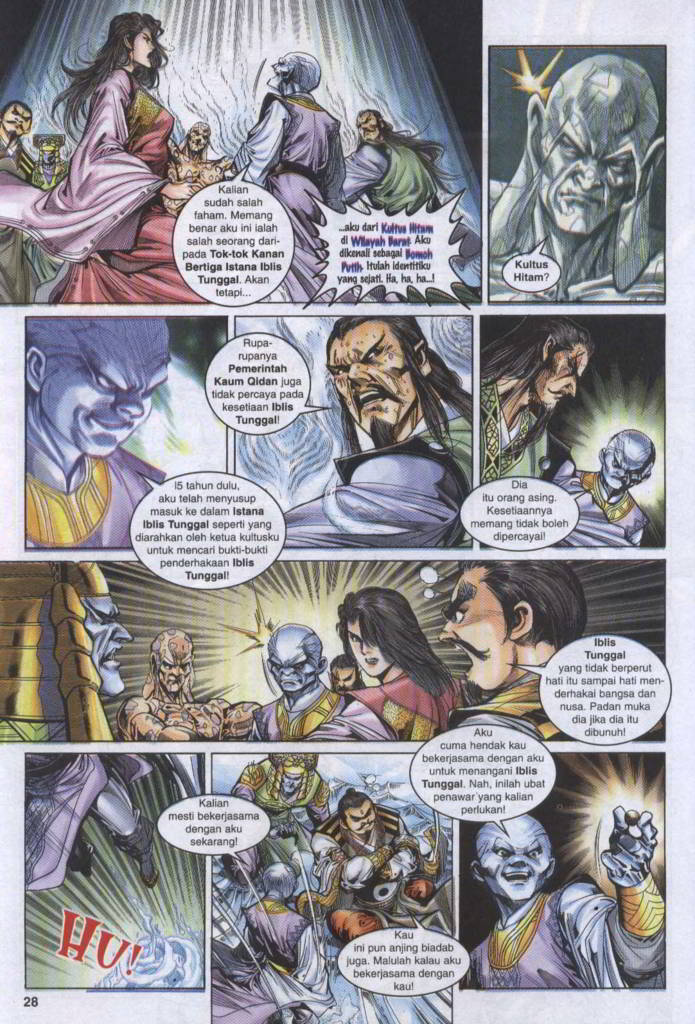 Kalian
sudah salah
faham. Memang
benar aku ini ialah
salah seorang dari-
pada Tok-tok Kanan
Bertiga Istana Iblis
Tunggal. Akan
tetapi...
...aku dari Kultus Hitam
di Wilayah Barat. Aku
dikenali sebagai Bomoh
Putih. Itulah identitiku
yang sejati. Ha, ha, ha...!
Kultus
Hitam?
15 tahun dulu,
aku telah menyusup
masuk ke dalam Istana
Iblis Tunggal seperti yang
diarahkan oleh ketua kultusku
untuk mencari bukti-bukti
penderhakaan Iblis
Tunggal!
Rupa-
rupanya
Pemerintah
Kaum Qidan juga
tidak percaya pada
kesetiaan Iblis
Tunggal!
Dia
itu orang asing.
Kesetiaannya
memang tidak boleh
dipercayai!
Iblis
Tunggal
yang tidak berperut
hati itu sampai hati men-
derhakai bangsa dan
nusa. Padan muka
dia jika dia itu
dibunuh!
Aku
cuma hendak kau
bekerjasama dengan aku
untuk menangani Iblis
Tunggal. Nah, inilah ubat
penawar yang kalian
perlukan!
Kalian
mesti bekerjasama
dengan aku
sekarang!
HU!
Kau
ini pun anjing biadab
juga. Malulah kalau aku
bekerjasama dengan
kau!
28